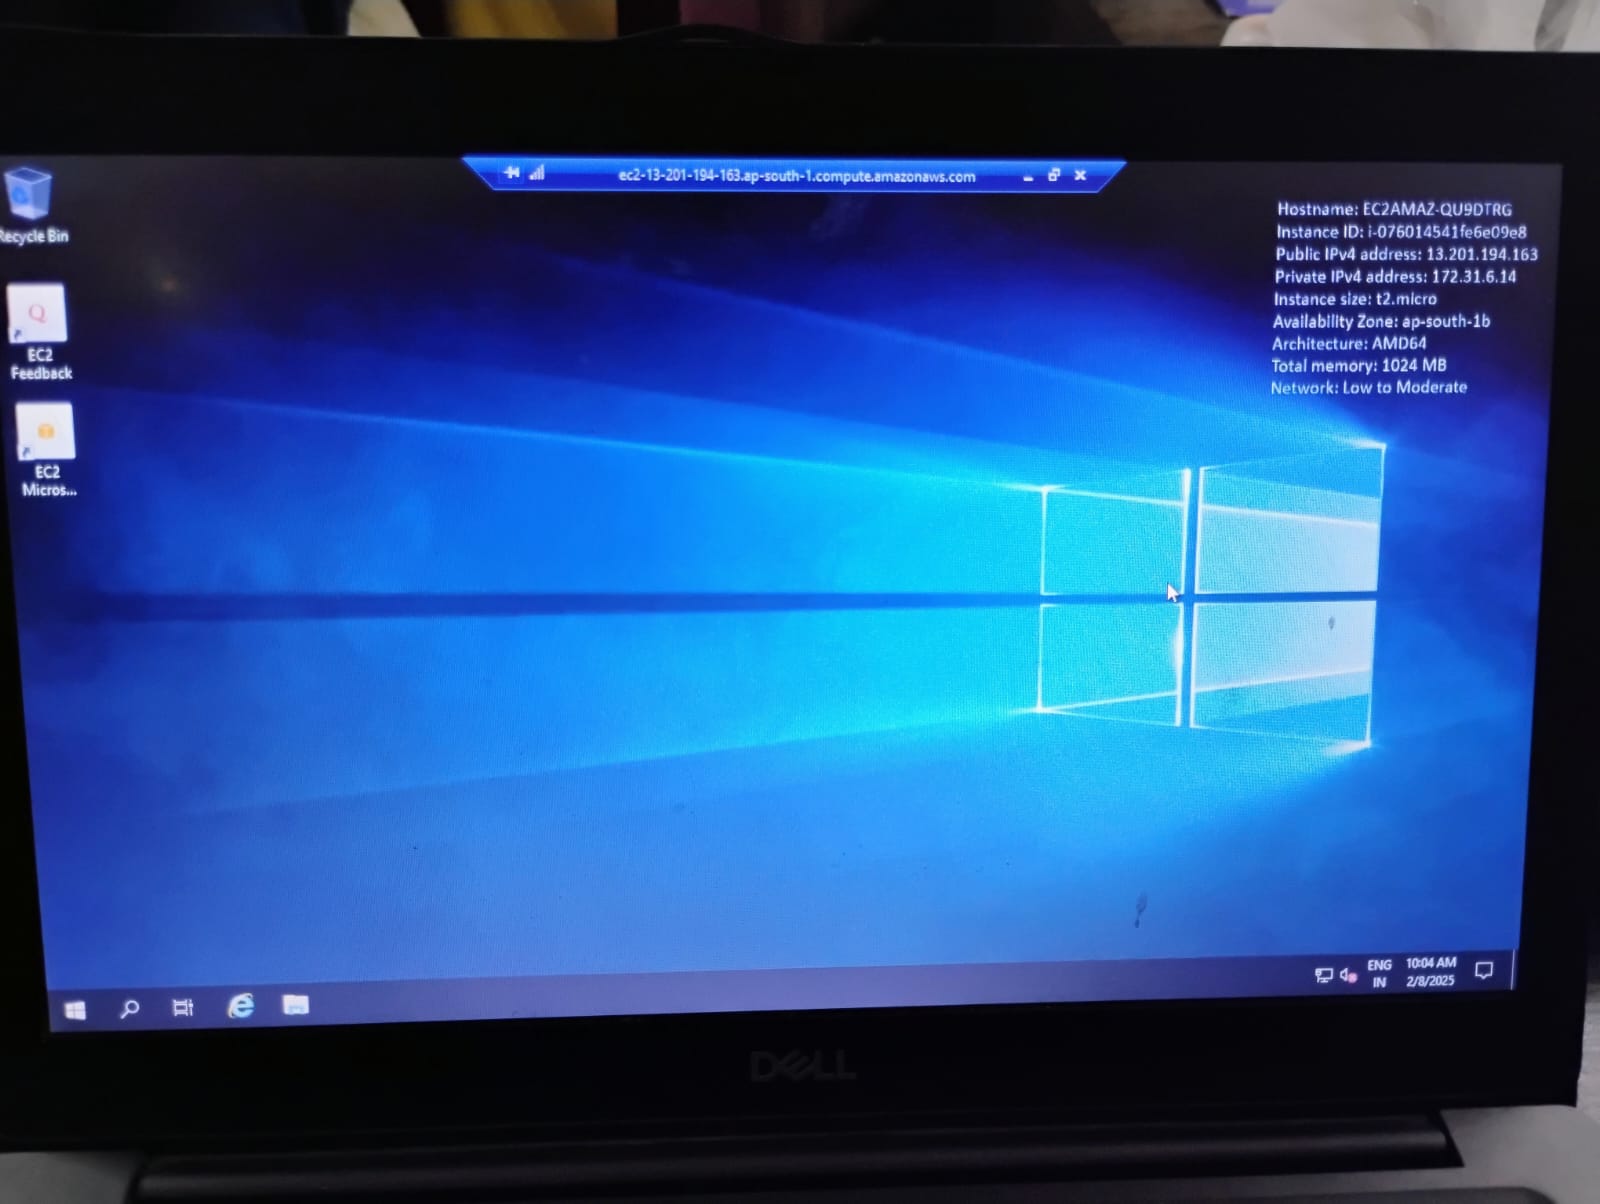 ec2-13-201-194-163.ap-south-1.compute.amazonaws.com
Recycle Bin
EC2
Feedback
EC2
Micros...
Hostname: EC2AMAZ-QU9DTRG
Instance ID: i-076014541fe6e09e8
Public IPv4 address: 13.201.194.163
Private IPv4 address: 172.31.6.14
Instance size: t2.micro
Availability Zone: ap-south-1b
Architecture: AMD64
Total memory: 1024 MB
Network: Low to Moderate
ENG
IN
10:04 AM
2/8/2025
DELL